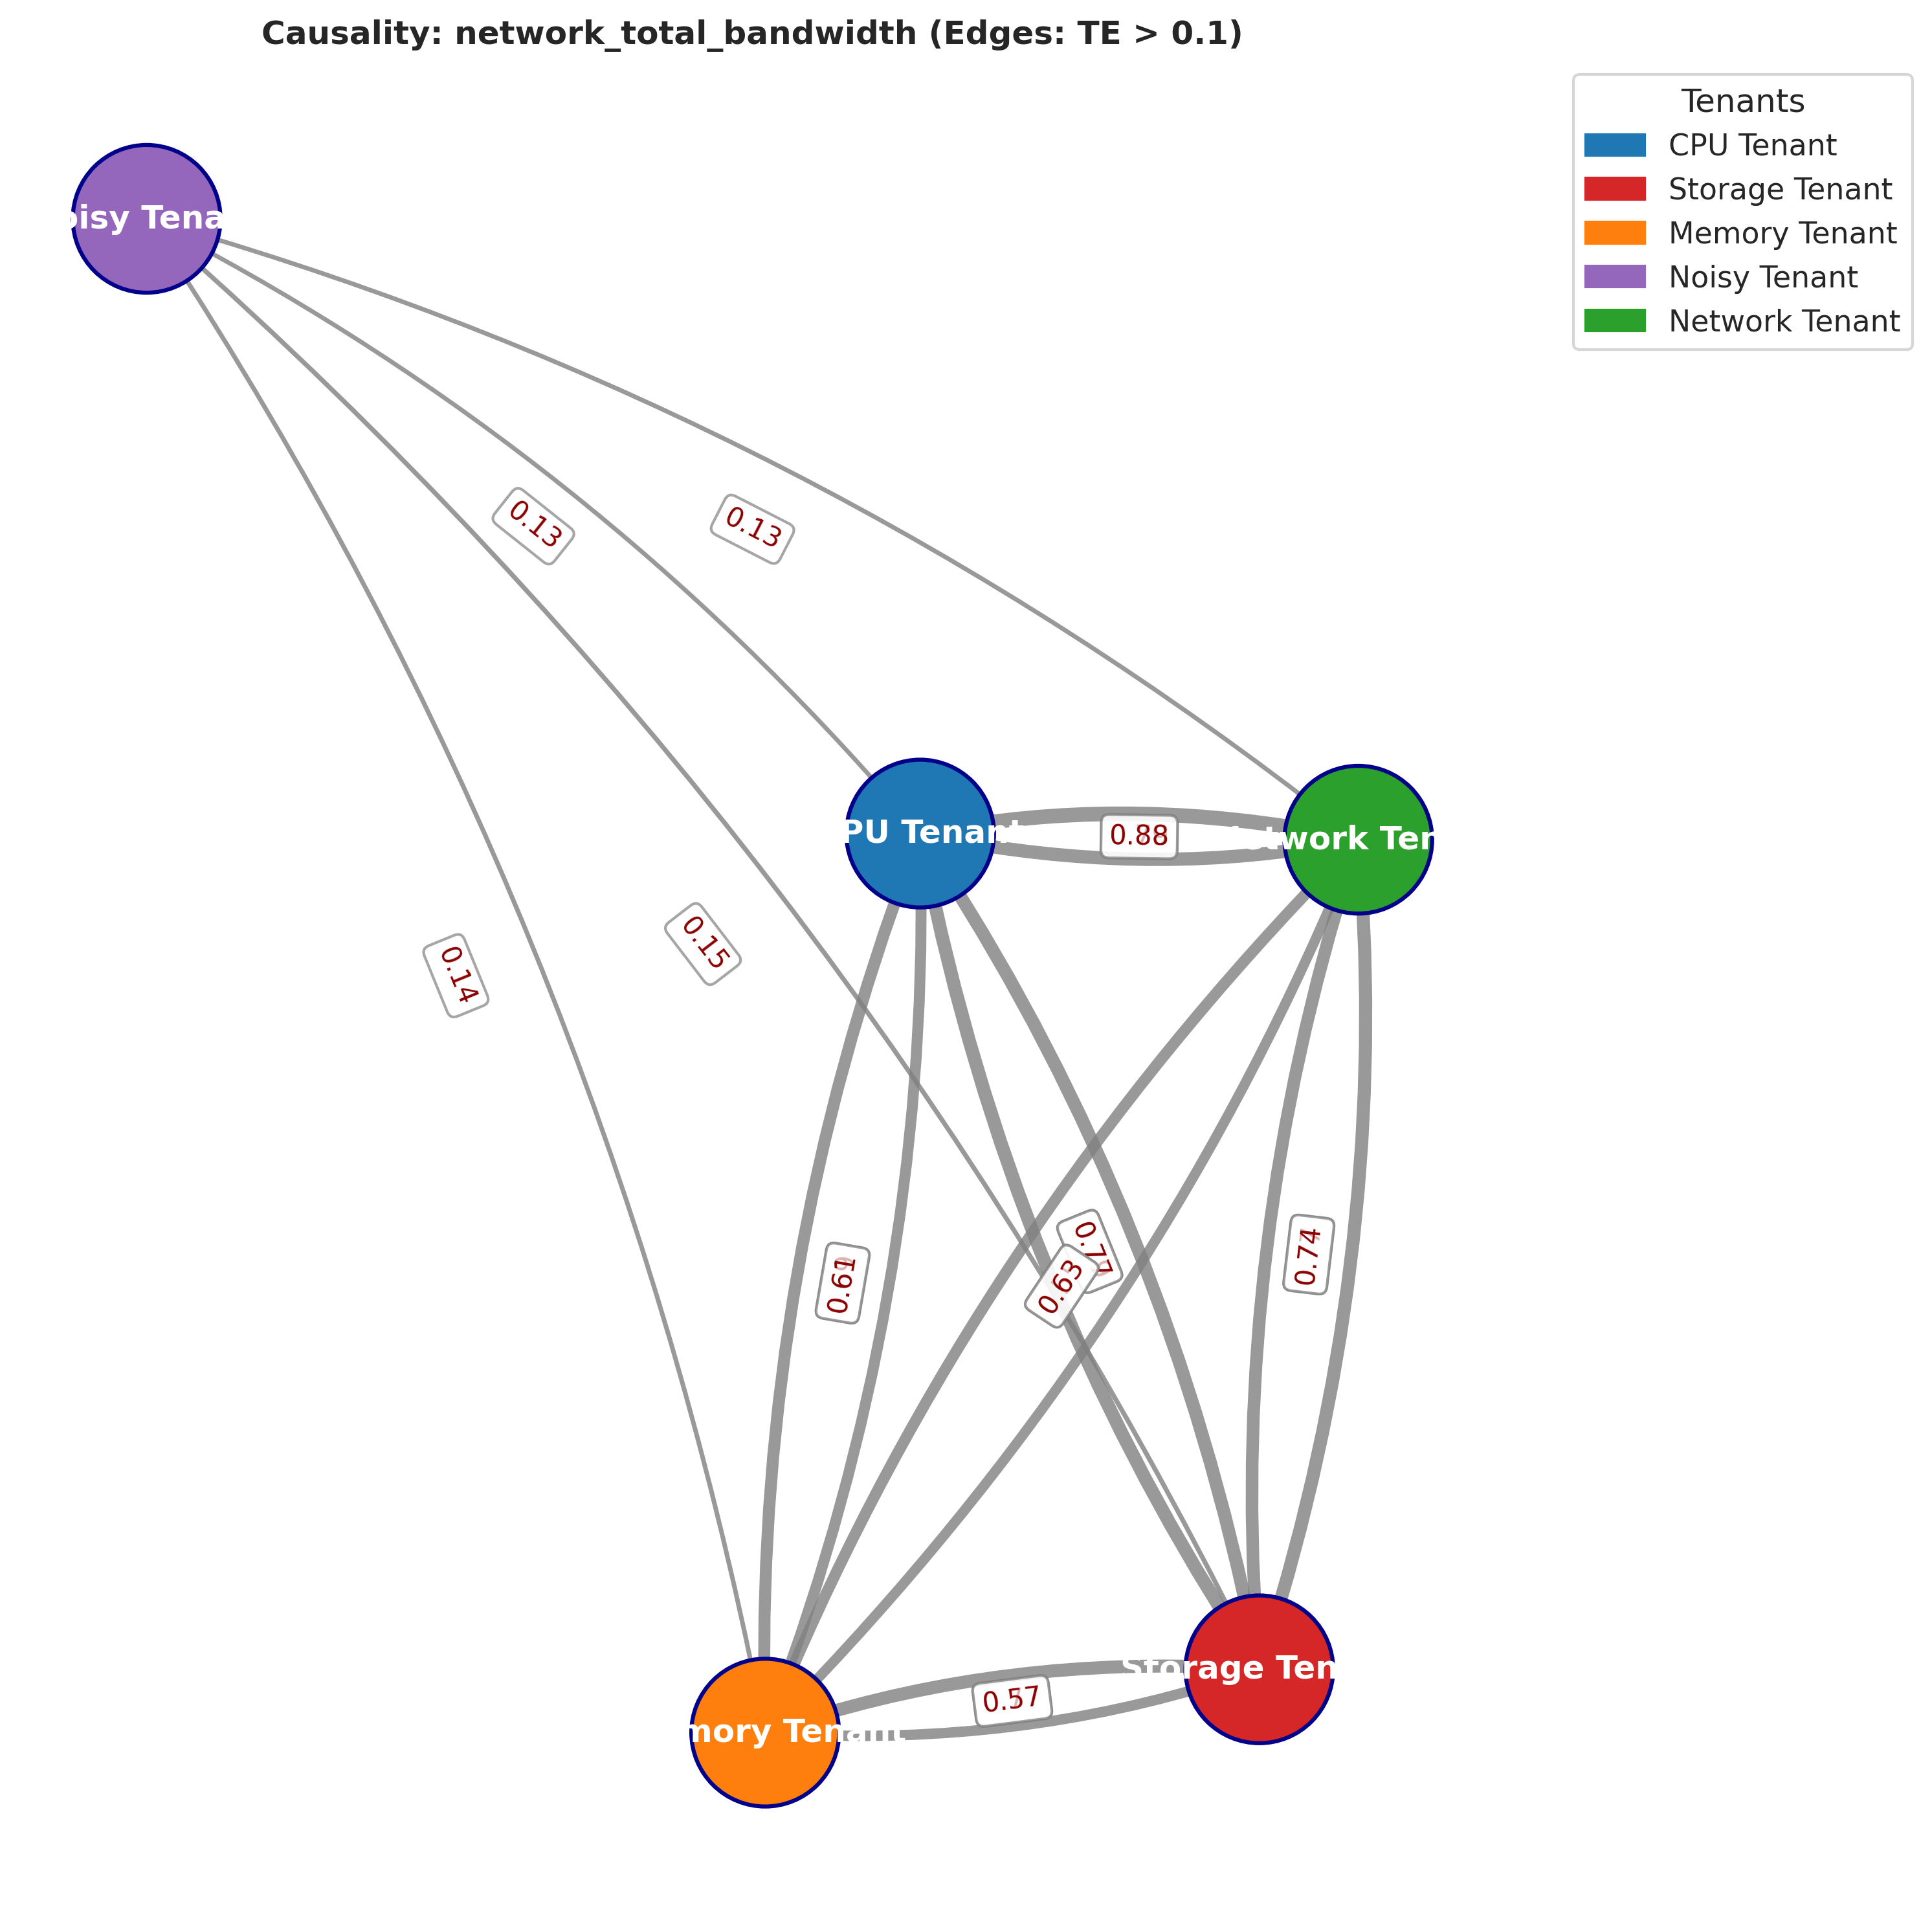 Causality: network_total_bandwidth (Edges: TE > 0.1)
Tenants
CPU Tenant
Storage Tenant
Memory Tenant
Noisy Tenant
Network Tenant
oisy Tena
0.13
0.13
PU Tenant
0.88
twork Ten
0.15
0.14
0.77
0.74
0.61
0.63
Storage Ten
0.57
mory Tenant